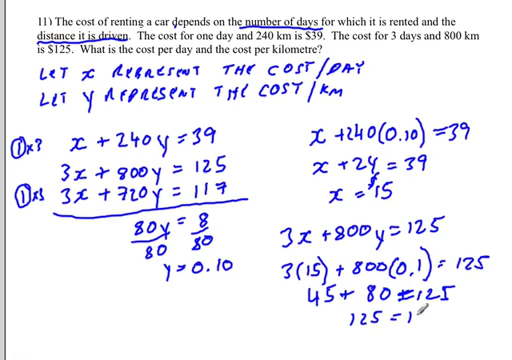 11) The cost of renting a car depends on the number of days for which it is rented and the
distance it is driven. The cost for one day and 240 km is $39. The cost for 3 days and 800 km
is $125. What is the cost per day and the cost per kilometre?
LET x REPRESENT THE COST/DAY
LET y REPRESENT THE COST/KM
①x3 x + 240y = 39
3x + 800y = 125
①x3 3x + 720y = 117
80y = 8
80 80
y = 0.10
x + 240(0.10) = 39
x + 24 = 39
x = $15
3x + 800y = 125
3(15) + 800(0.1) = 125
45 + 80 = 125
125 = 1